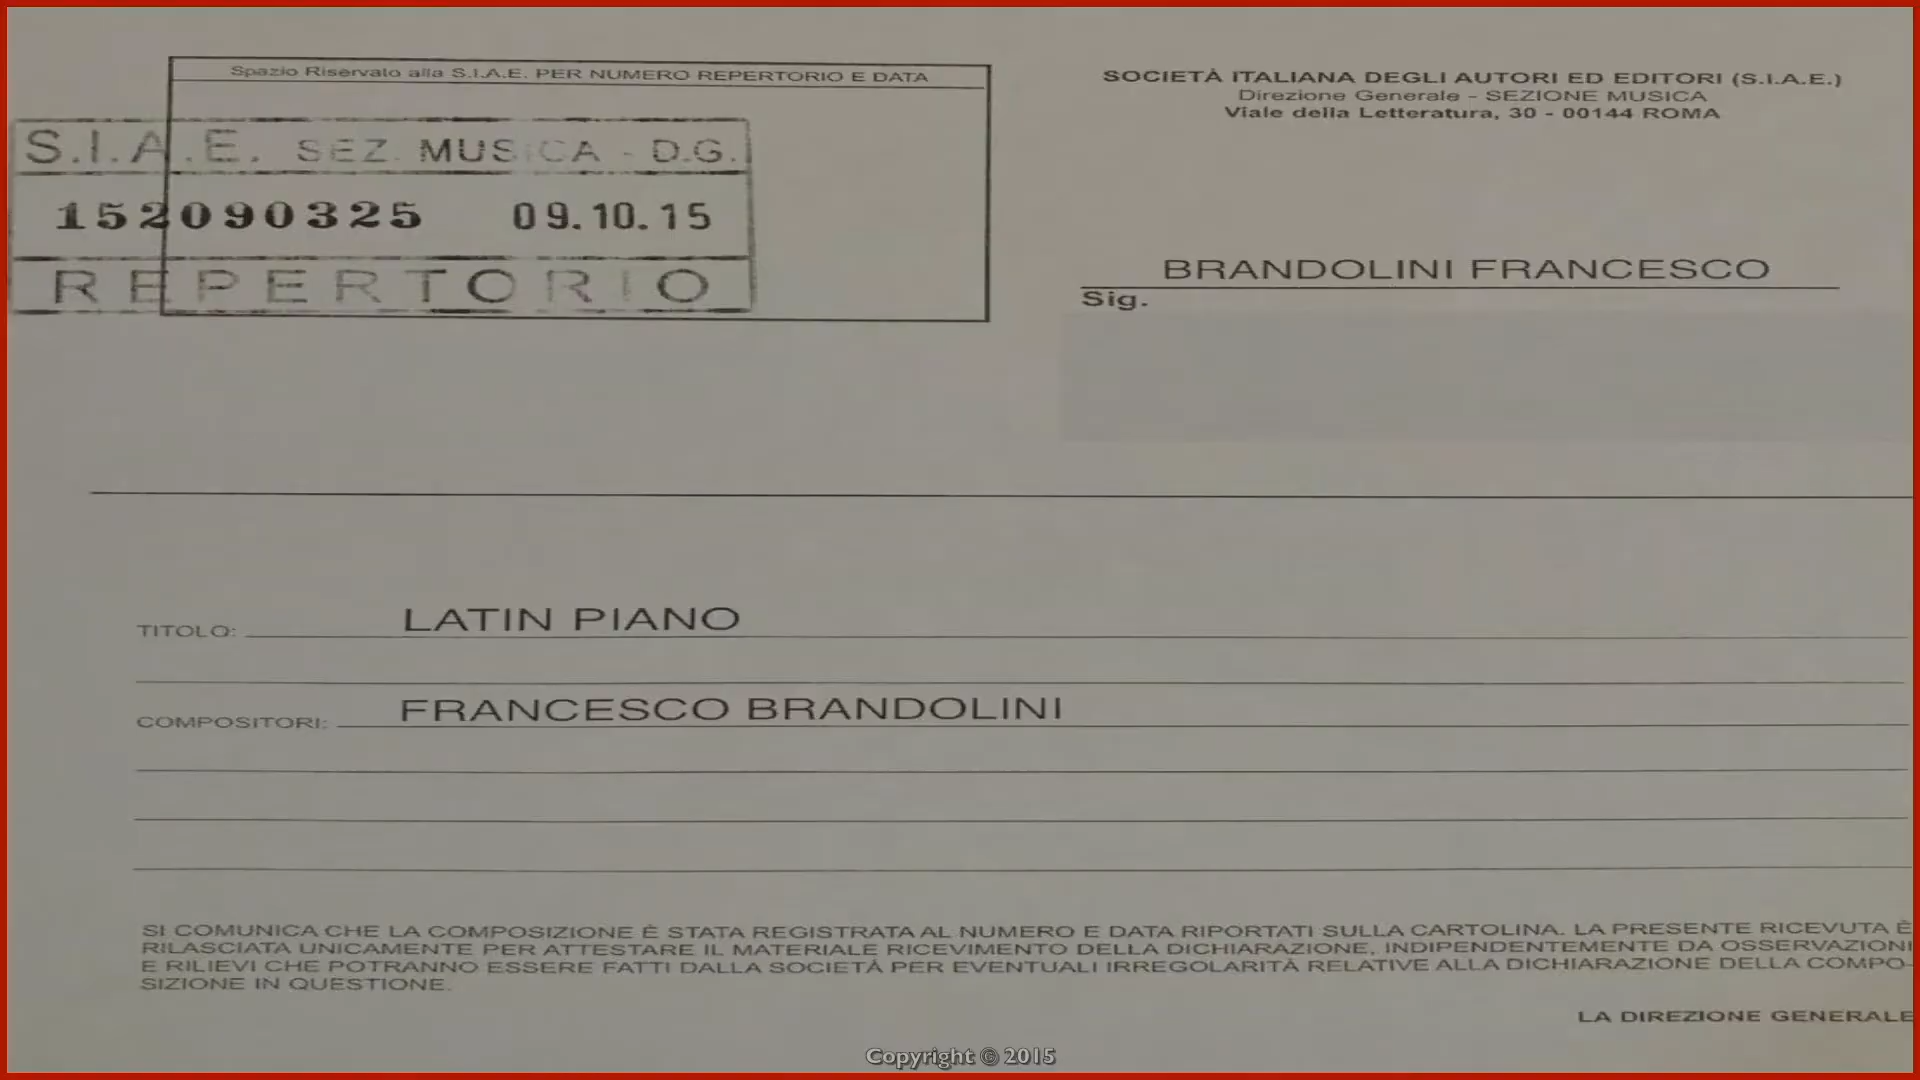 Spazio Riservato alla S.I.A.E. PER NUMERO REPERTORIO E DATA
S.I.A.E. SEZ. MUSICA - D.G.
152090325 09.10.15
REPERTORIO
SOCIETÀ ITALIANA DEGLI AUTORI ED EDITORI (S.I.A.E.)
Direzione Generale - SEZIONE MUSICA
Viale della Letteratura, 30 - 00144 ROMA
BRANDOLINI FRANCESCO
Sig.
TITOLO: LATIN PIANO
COMPOSITORI: FRANCESCO BRANDOLINI
SI COMUNICA CHE LA COMPOSIZIONE È STATA REGISTRATA AL NUMERO E DATA RIPORTATI SULLA CARTOLINA. LA PRESENTE RICEVUTA È
RILASCIATA UNICAMENTE PER ATTESTARE IL MATERIALE RICEVIMENTO DELLA DICHIARAZIONE, INDIPENDENTEMENTE DA OSSERVAZIONI
E RILIEVI CHE POTRANNO ESSERE FATTI DALLA SOCIETÀ PER EVENTUALI IRREGOLARITÀ RELATIVE ALLA DICHIARAZIONE DELLA COMPO-
SIZIONE IN QUESTIONE.
LA DIREZIONE GENERALE
Copyright © 2015